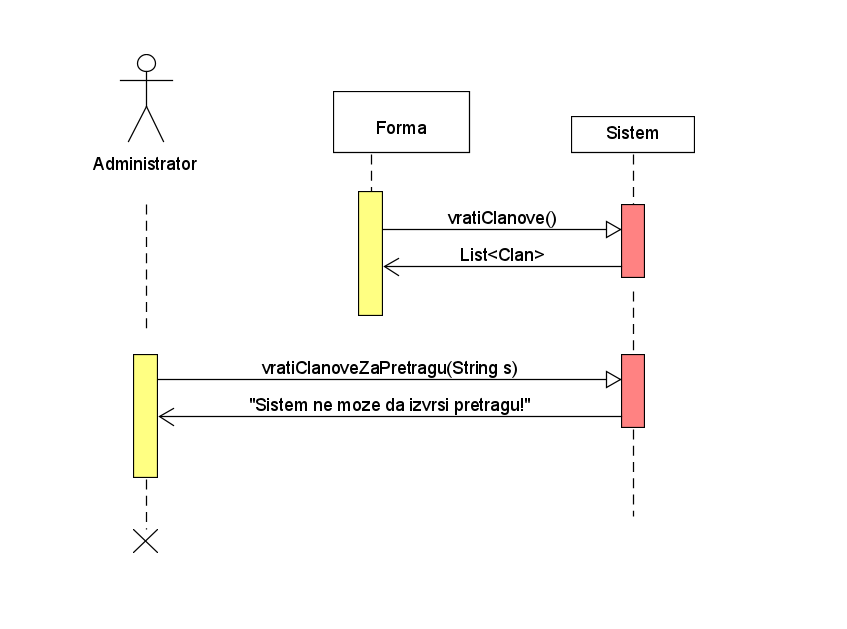 Forma
Sistem
Administrator
vratiClanove()
List<Clan>
vratiClanoveZaPretragu(String s)
"Sistem ne moze da izvrsi pretragu!"